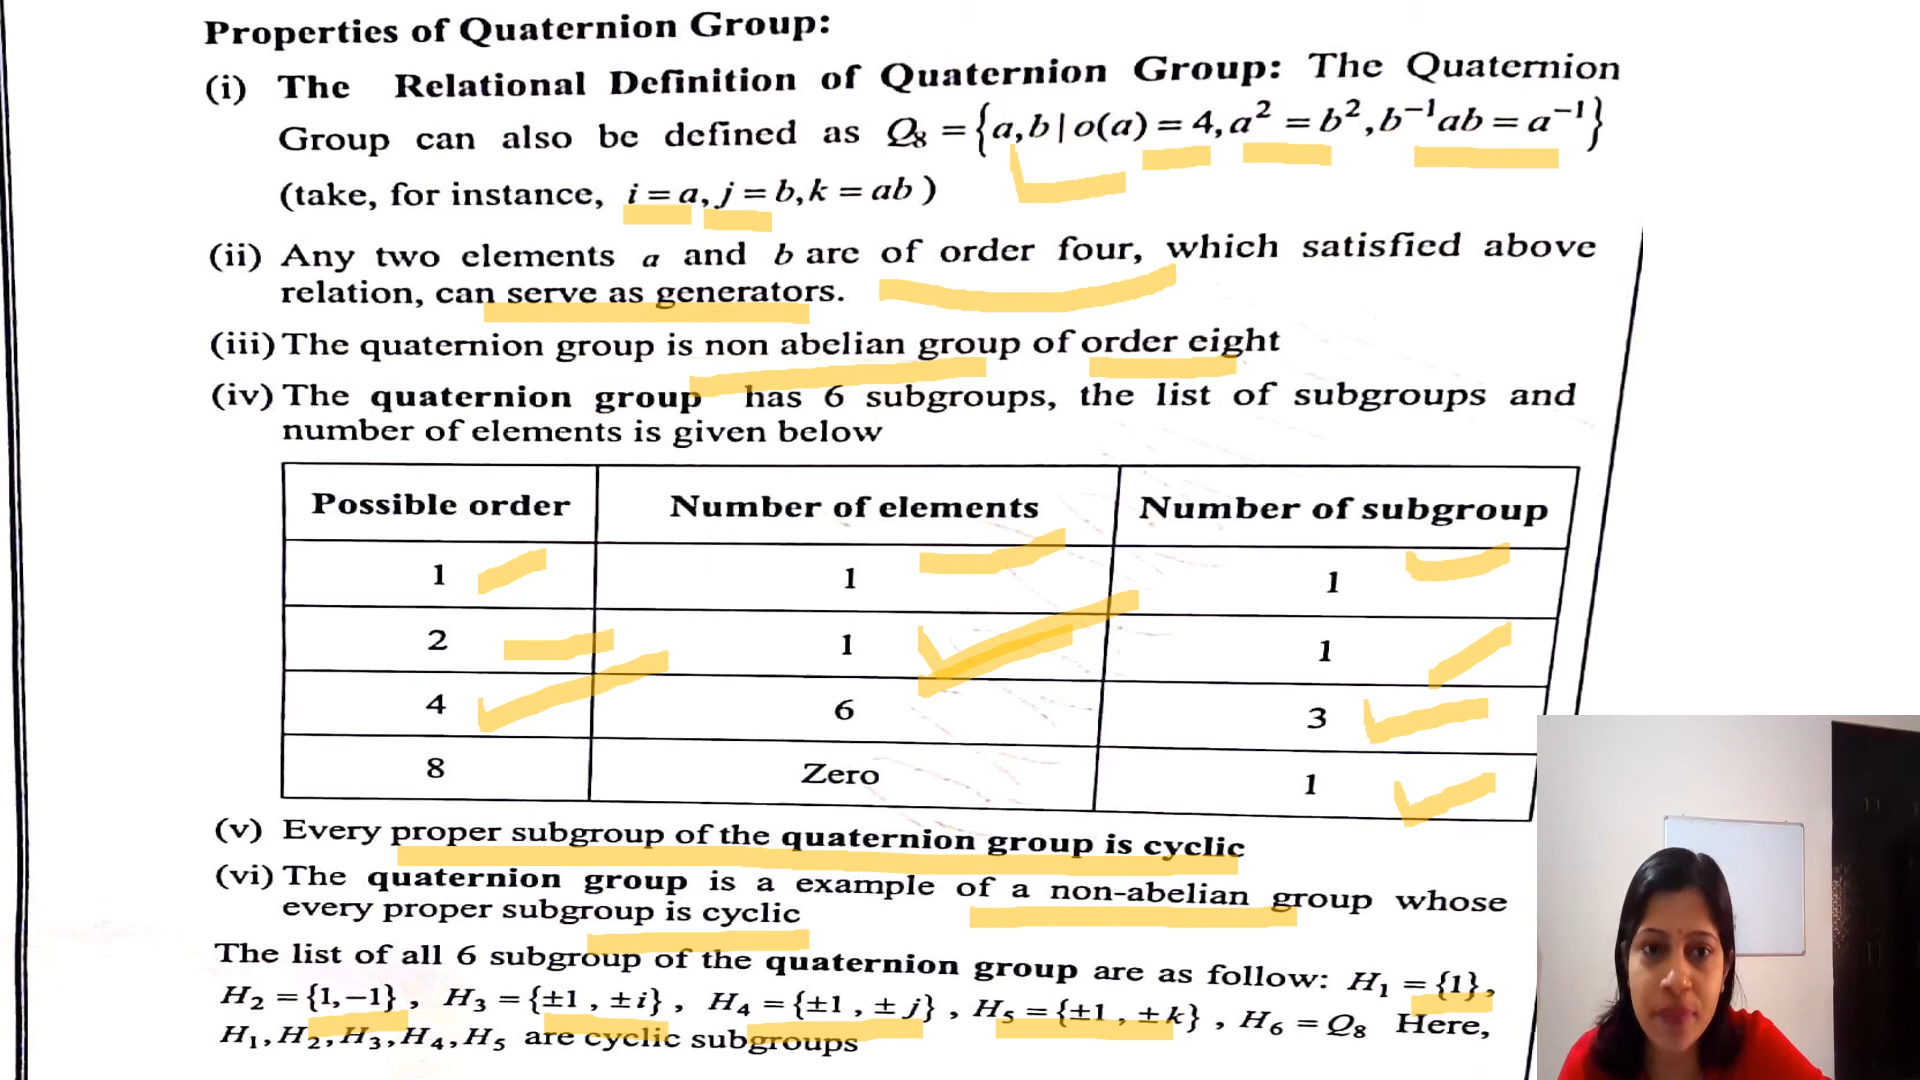 Properties of Quaternion Group:
(i) The Relational Definition of Quaternion Group: The Quaternion
Group can also be defined as Q₈ = {a, b | o(a) = 4, a² = b², b⁻¹ab = a⁻¹}
(take, for instance, i = a, j = b, k = ab )
(ii) Any two elements a and b are of order four, which satisfied above
relation, can serve as generators.
(iii) The quaternion group is non abelian group of order eight
(iv) The quaternion group has 6 subgroups, the list of subgroups and
number of elements is given below
Possible order Number of elements Number of subgroup
1 1 1
2 1 1
4 6 3
8 Zero 1
(v) Every proper subgroup of the quaternion group is cyclic
(vi) The quaternion group is a example of a non-abelian group whose
every proper subgroup is cyclic
The list of all 6 subgroup of the quaternion group are as follow: H₁ = {1},
H₂ = {1,−1} , H₃ = {±1 , ± i} , H₄ = {±1 , ± j} , H₅ = {±1 , ± k} , H₆ = Q₈ Here,
H₁, H₂, H₃, H₄, H₅ are cyclic subgroups